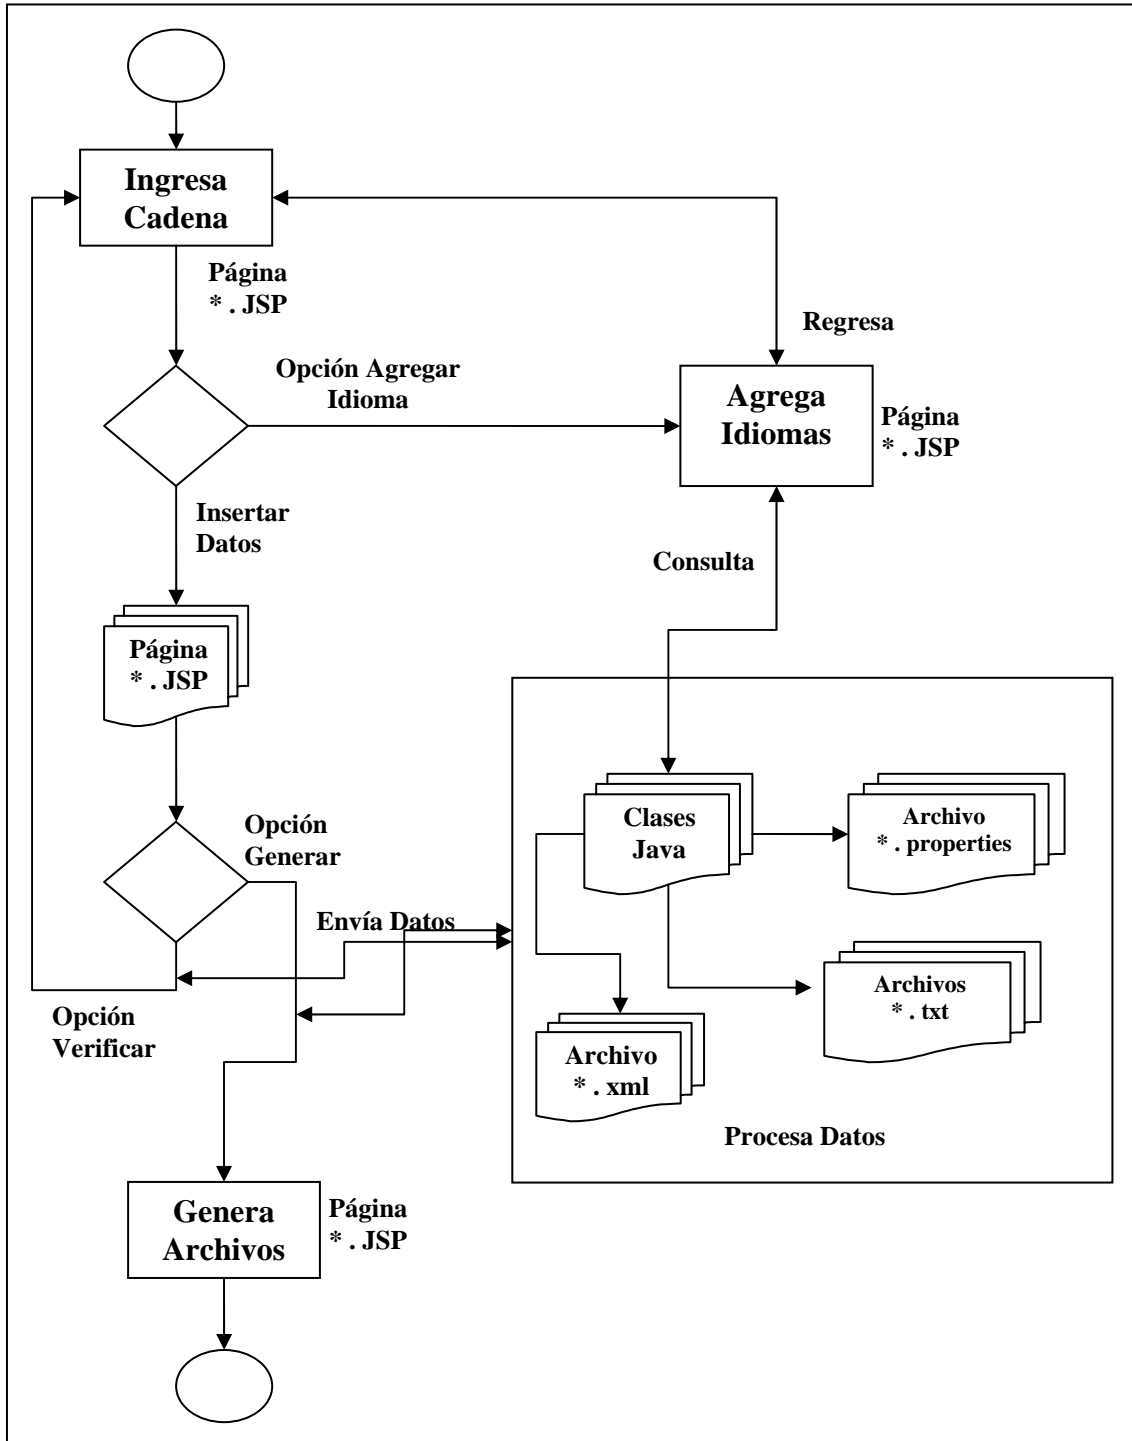 Ingresa
Cadena
Página
* . JSP
Regresa
Opción Agregar
Idioma
Agrega
Idiomas
Página
* . JSP
Insertar
Datos
Consulta
Página
* . JSP
Opción
Generar
Clases
Java
Archivo
* . properties
Envía Datos
Archivos
* . txt
Opción
Verificar
Archivo
* . xml
Procesa Datos
Genera
Archivos
Página
* . JSP